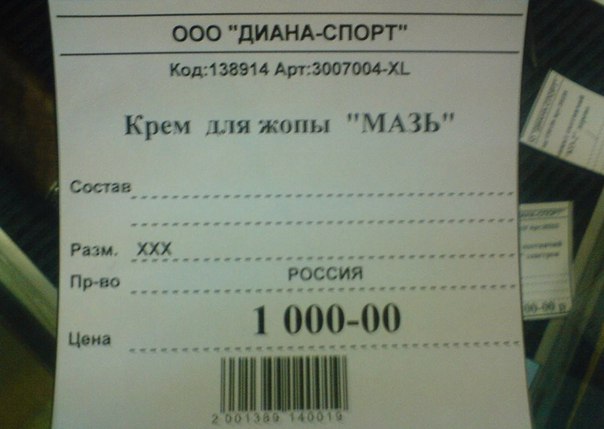 ООО "ДИАНА-СПОРТ"
Код:138914 Арт:3007004-XL
Крем для жопы "МАЗЬ"
Состав
Разм. XXX
Пр-во РОССИЯ
Цена 1 000-00
2 001389 140019